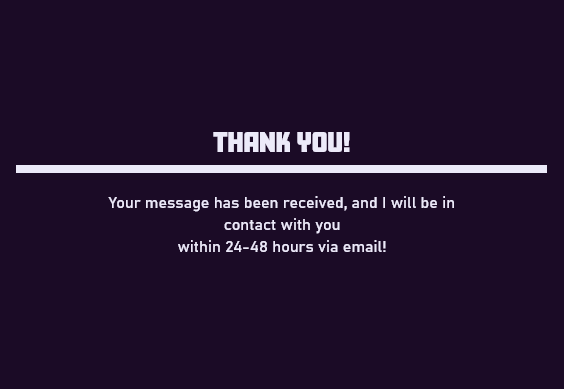 THANK YOU!
Your message has been received, and I will be in
contact with you
within 24-48 hours via email!